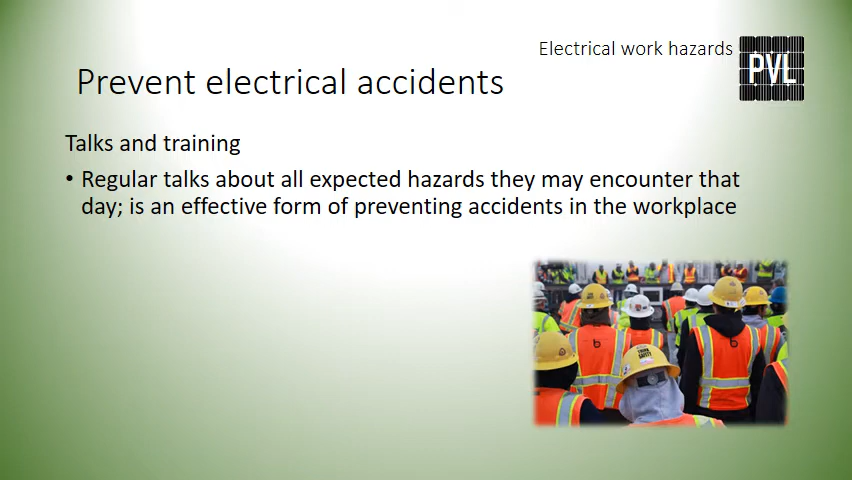 Electrical work hazards
PVL
Prevent electrical accidents
Talks and training
• Regular talks about all expected hazards they may encounter that
day; is an effective form of preventing accidents in the workplace